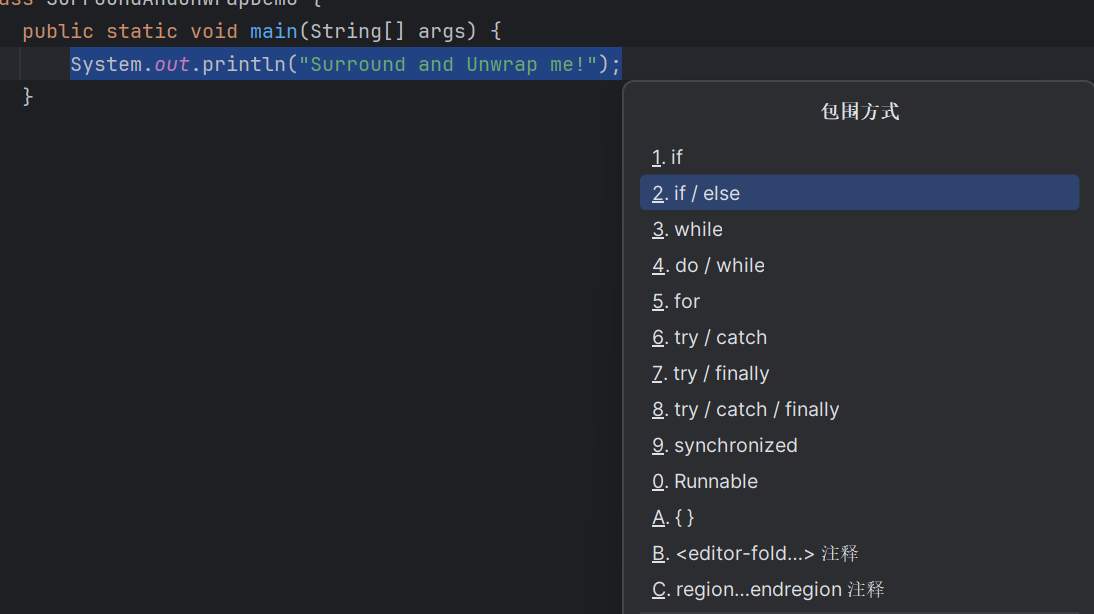 public static void main(String[] args) {
System.out.println("Surround and Unwrap me!");
}
包围方式
1. if
2. if / else
3. while
4. do / while
5. for
6. try / catch
7. try / finally
8. try / catch / finally
9. synchronized
0. Runnable
A. { }
B. <editor-fold...> 注释
C. region...endregion 注释